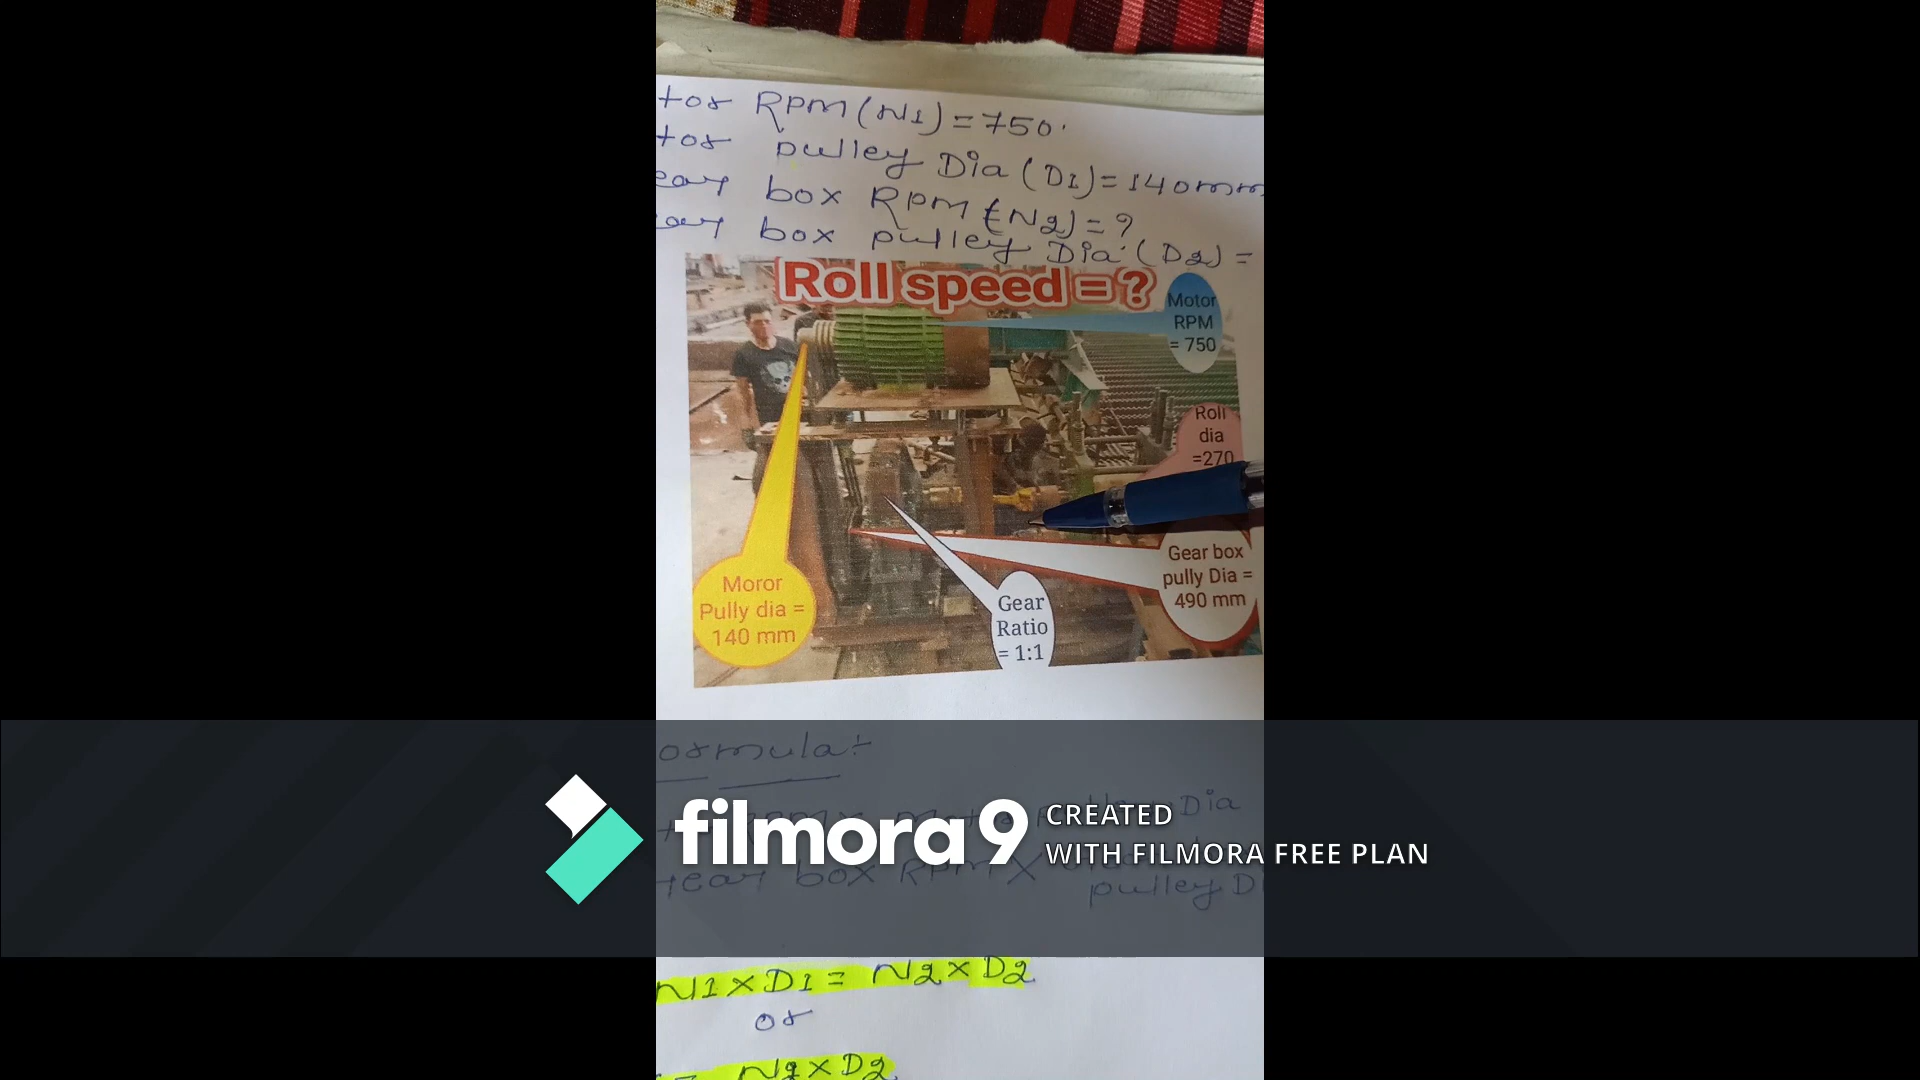 tor RPM (N1) = 750.
tor pulley Dia (D1) = 140mm
ear box RPM (N2) = ?
ear box pulley Dia (D2) =
Roll speed = ?
Motor
RPM
= 750
Roll
dia
=270
Gear box
pully Dia =
490 mm
Moror
Pully dia =
140 mm
Gear
Ratio
= 1:1
ormula:-
Dia
gear box RPM X
pulley D
filmora9
CREATED
WITH FILMORA FREE PLAN
N1×D1 = N2×D2
or
= N2×D2